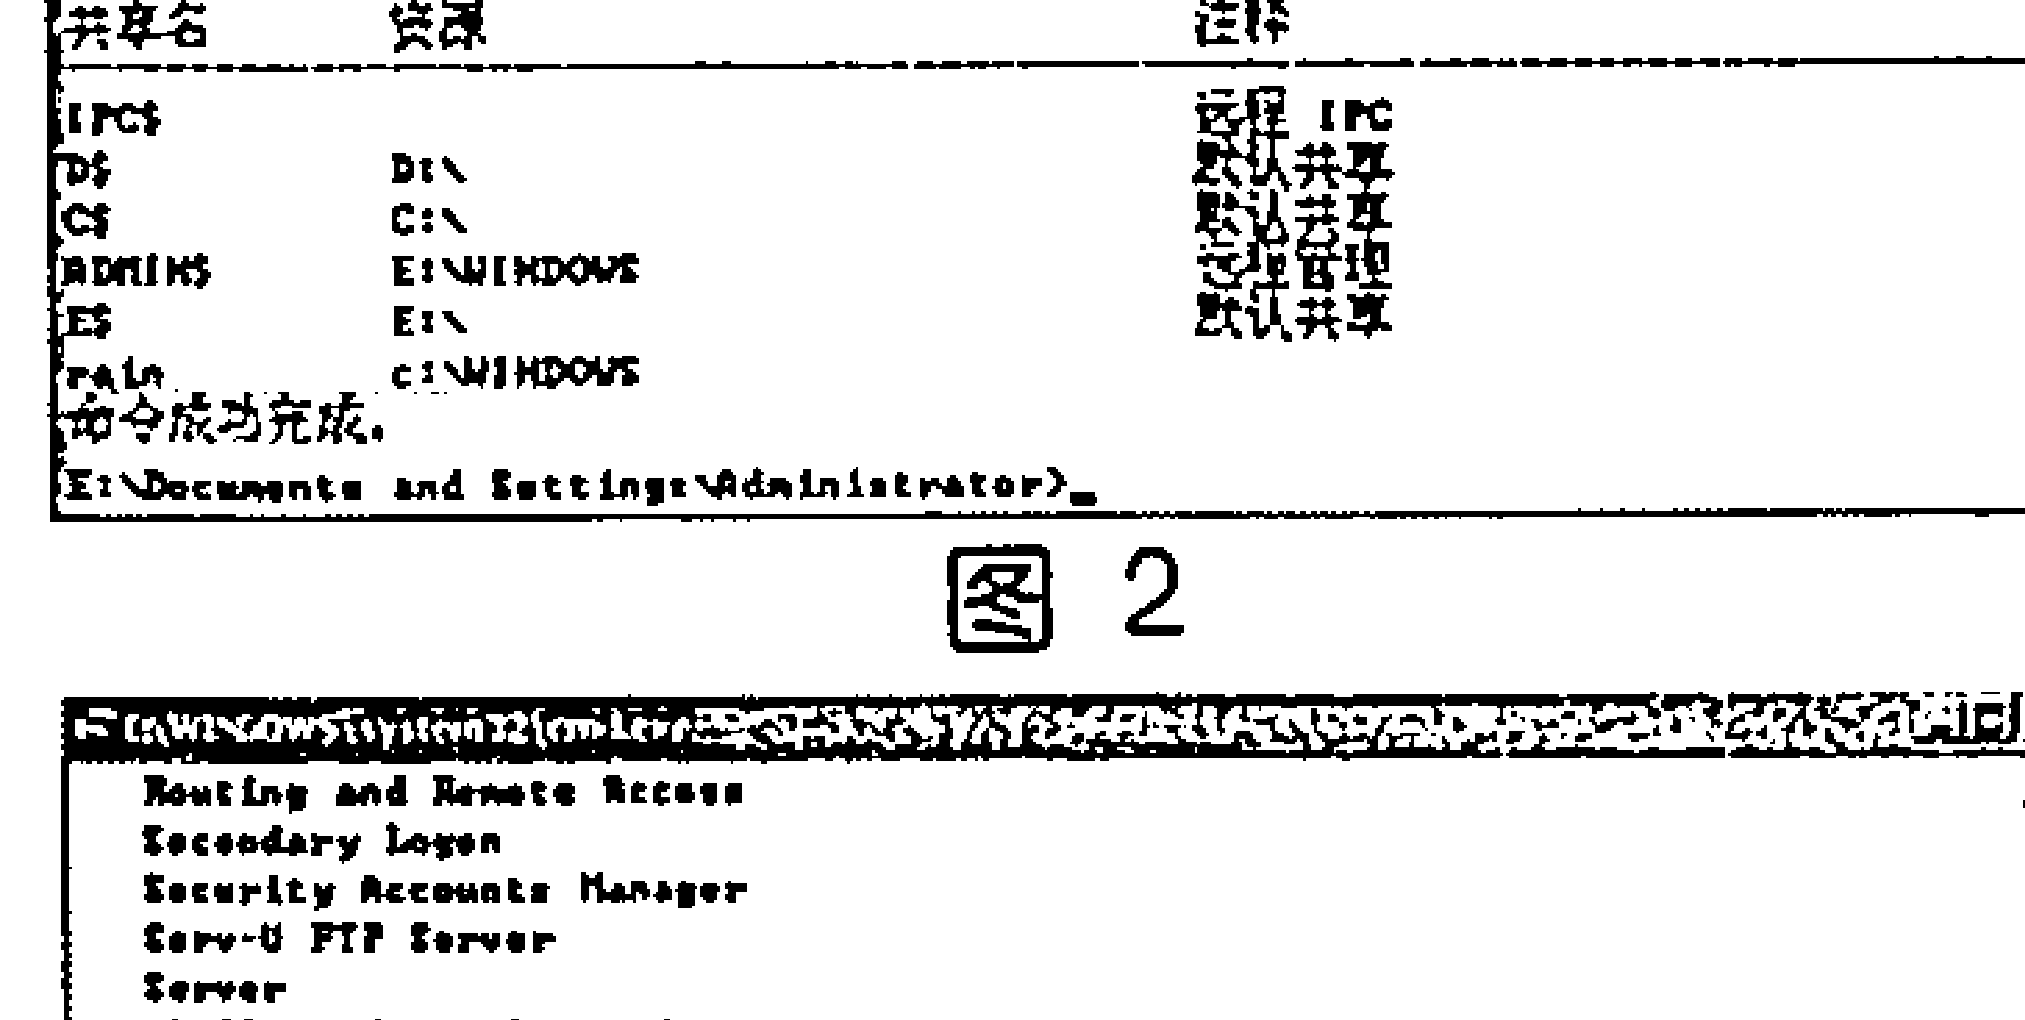 共享名 资源 注释
IPC$ 远程 IPC
D$ D:\ 默认共享
C$ C:\ 默认共享
ADMIN$ E:\WINDOWS 远程管理
E$ E:\ 默认共享
rain c:\WINDOWS
命令成功完成.
E:\Documents and Settings\Administrator>_
图 2
Routing and Remote Access
Secondary Logon
Security Accounts Manager
Serv-U FTP Server
Server